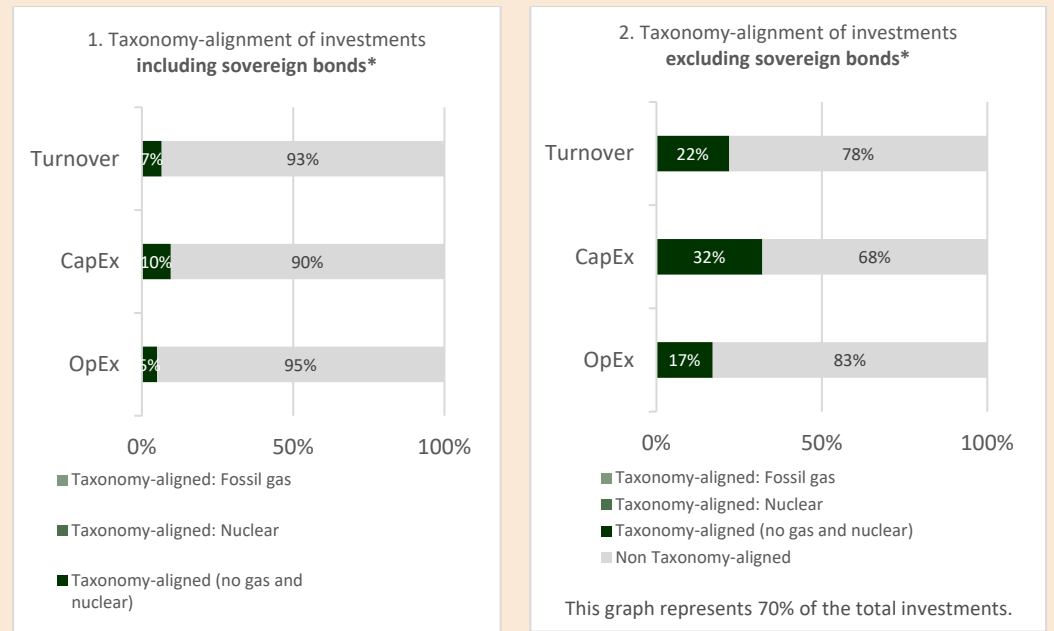 1. Taxonomy-alignment of investments
including sovereign bonds*
Turnover
7%
93%
CapEx
10%
90%
OpEx
5%
95%
0%
50%
100%
Taxonomy-aligned: Fossil gas
Taxonomy-aligned: Nuclear
Taxonomy-aligned (no gas and
nuclear)
2. Taxonomy-alignment of investments
excluding sovereign bonds*
Turnover
22%
78%
CapEx
32%
68%
OpEx
17%
83%
0%
50%
100%
Taxonomy-aligned: Fossil gas
Taxonomy-aligned: Nuclear
Taxonomy-aligned (no gas and nuclear)
Non Taxonomy-aligned
This graph represents 70% of the total investments.